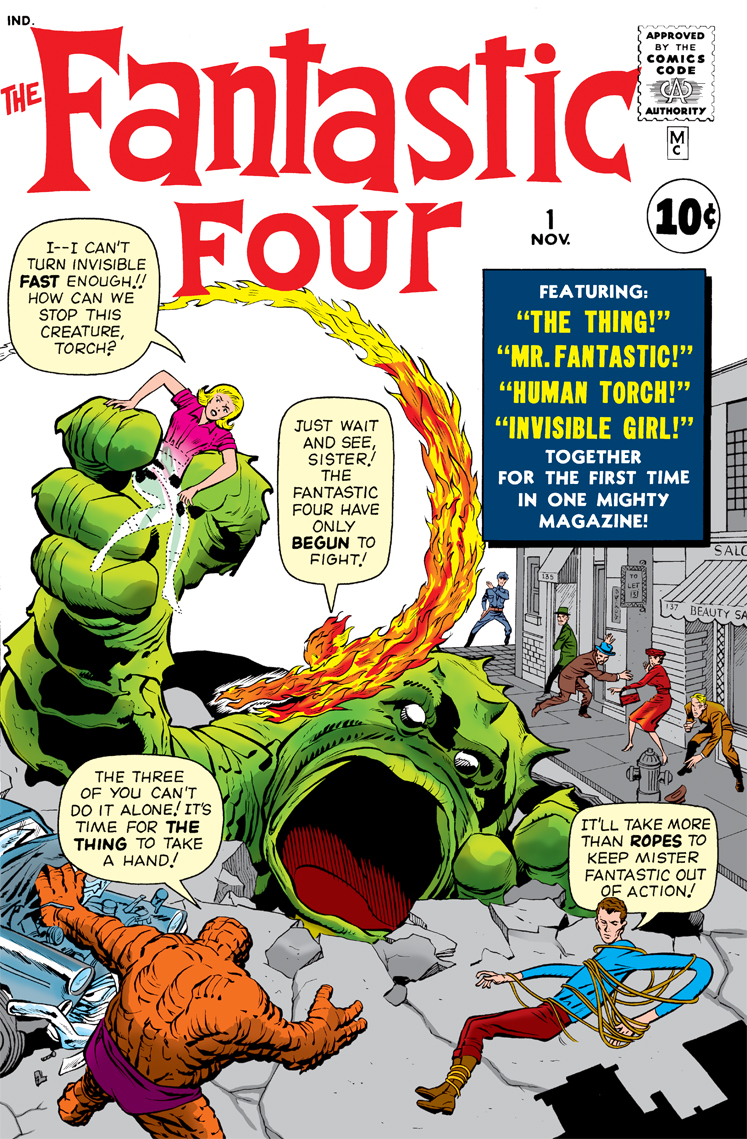 IND.
THE
Fantastic
Four
APPROVED
BY THE
COMICS
CODE
CA
AUTHORITY
M
C
1
NOV.
10¢
I--I CAN'T
TURN INVISIBLE
FAST ENOUGH!!
HOW CAN WE
STOP THIS
CREATURE,
TORCH?
FEATURING:
“THE THING!”
“MR. FANTASTIC!”
“HUMAN TORCH!”
“INVISIBLE GIRL!”
TOGETHER
FOR THE FIRST TIME
IN ONE MIGHTY
MAGAZINE!
JUST WAIT
AND SEE,
SISTER!
THE
FANTASTIC
FOUR HAVE
ONLY
BEGUN TO
FIGHT!
SALO
135
TO
LET
137
BEAUTY SA
THE THREE
OF YOU CAN'T
DO IT ALONE! IT'S
TIME FOR THE
THING TO TAKE
A HAND!
IT'LL TAKE MORE
THAN ROPES TO
KEEP MISTER
FANTASTIC OUT
OF ACTION!